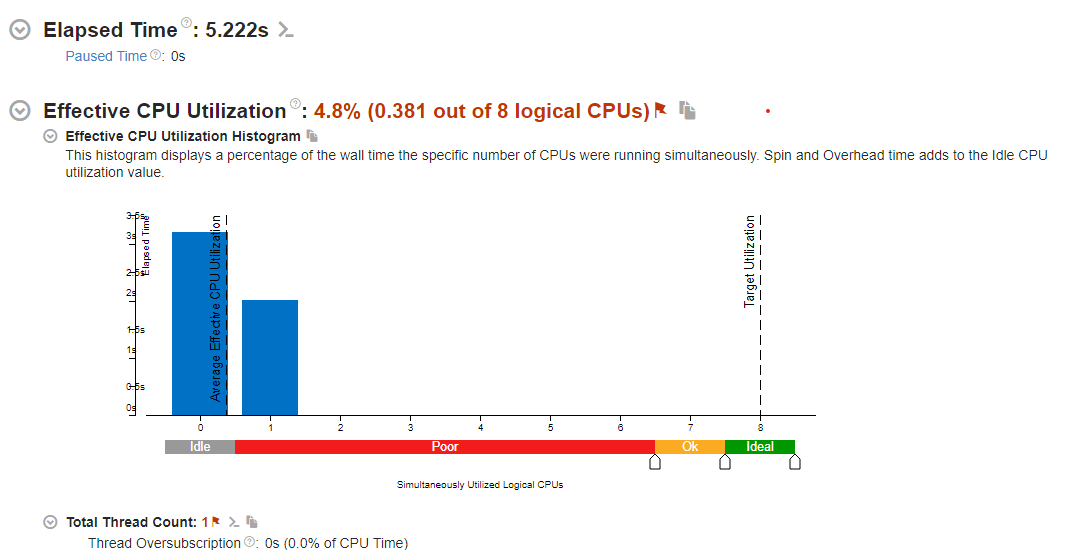 Elapsed Time ?: 5.222s
Paused Time ?: 0s
Effective CPU Utilization ?: 4.8% (0.381 out of 8 logical CPUs)
Effective CPU Utilization Histogram
This histogram displays a percentage of the wall time the specific number of CPUs were running simultaneously. Spin and Overhead time adds to the Idle CPU
utilization value.
3.5s
3s
2.5s
2s
1.5s
1s
0.5s
0s
Elapsed Time
Average Effective CPU Utilization
Target Utilization
0 1 2 3 4 5 6 7 8
Idle Poor Ok Ideal
Simultaneously Utilized Logical CPUs
Total Thread Count: 1
Thread Oversubscription ?: 0s (0.0% of CPU Time)